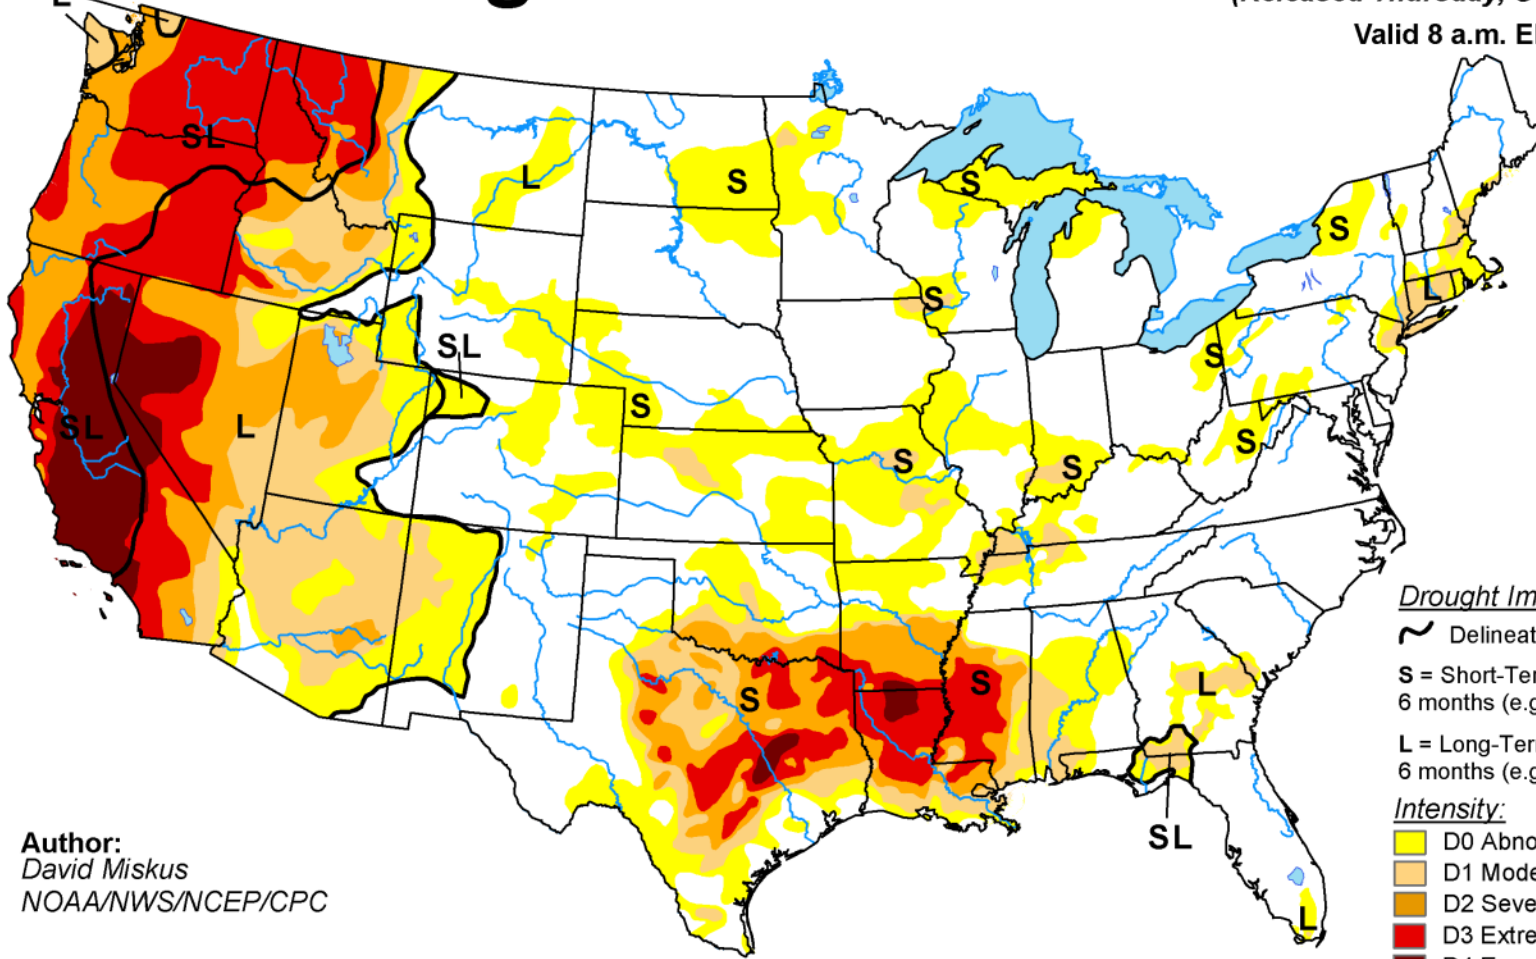 g
Valid 8 a.m. E
L
SL
L
S
S
S
S
SL
S
S
L
S
SL
L
S
S
S
S
S
L
SL
L
Drought Im
Delineat
S = Short-Ter
6 months (e.g
L = Long-Ter
6 months (e.g
Intensity:
D0 Abno
D1 Mode
D2 Seve
D3 Extre
Author:
David Miskus
NOAA/NWS/NCEP/CPC